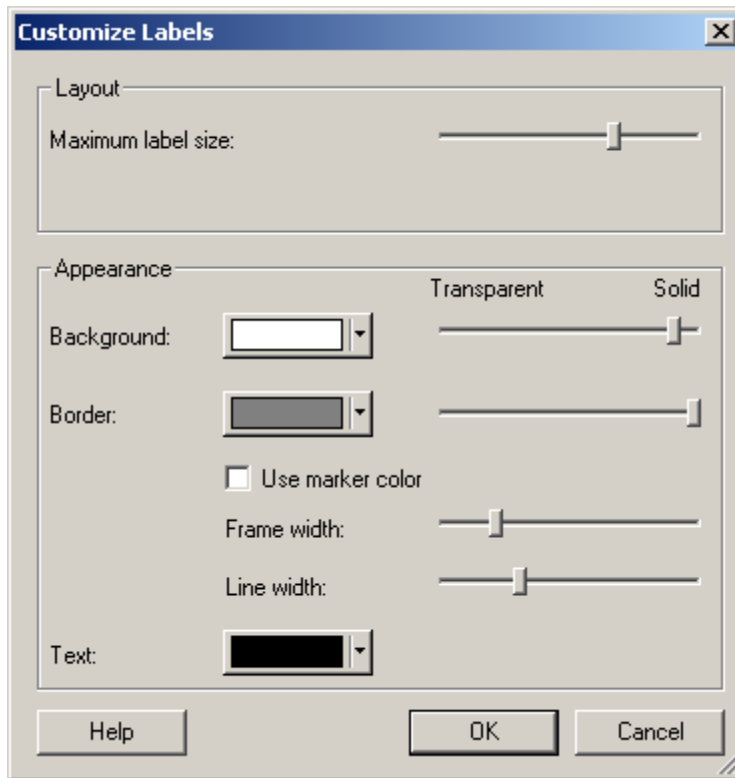 Customize Labels
Layout
Maximum label size:
Appearance
Transparent Solid
Background:
Border:
Use marker color
Frame width:
Line width:
Text:
Help OK Cancel